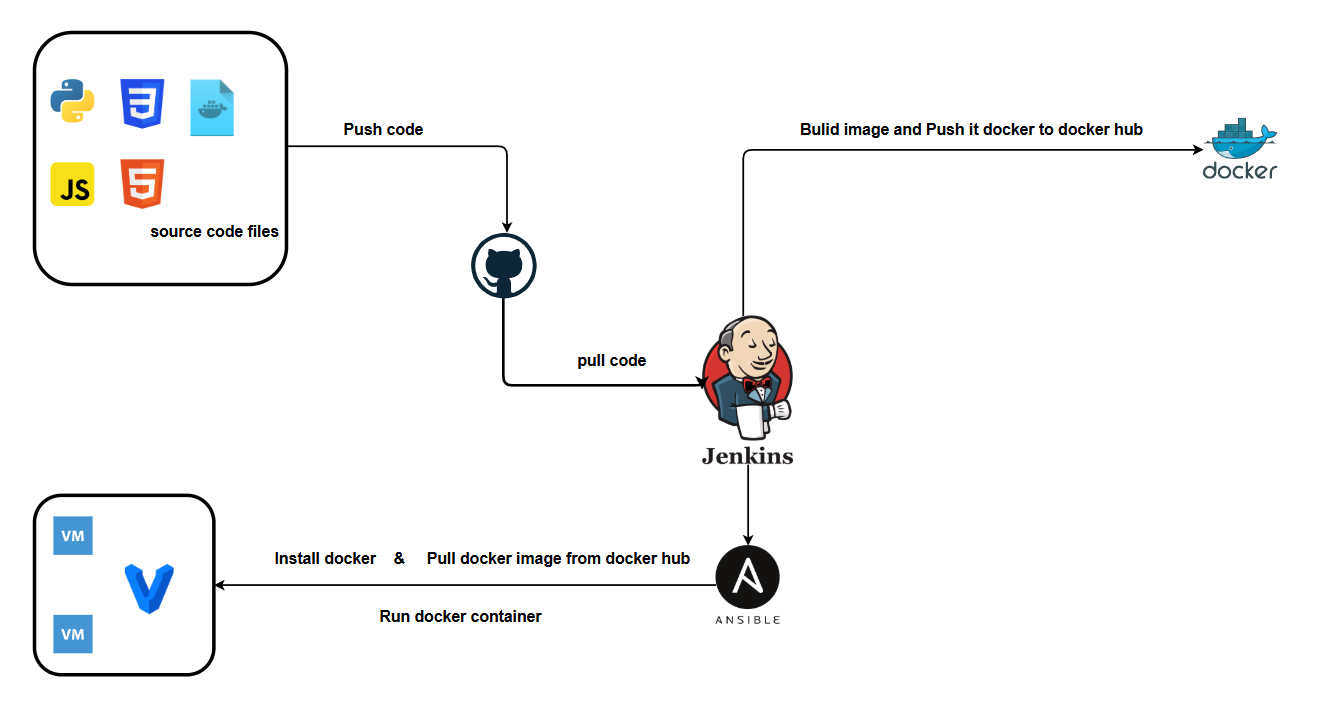 Push code
Bulid image and Push it docker to docker hub
docker
JS
source code files
pull code
Jenkins
VM
Install docker & Pull docker image from docker hub
Run docker container
ANSIBLE
VM